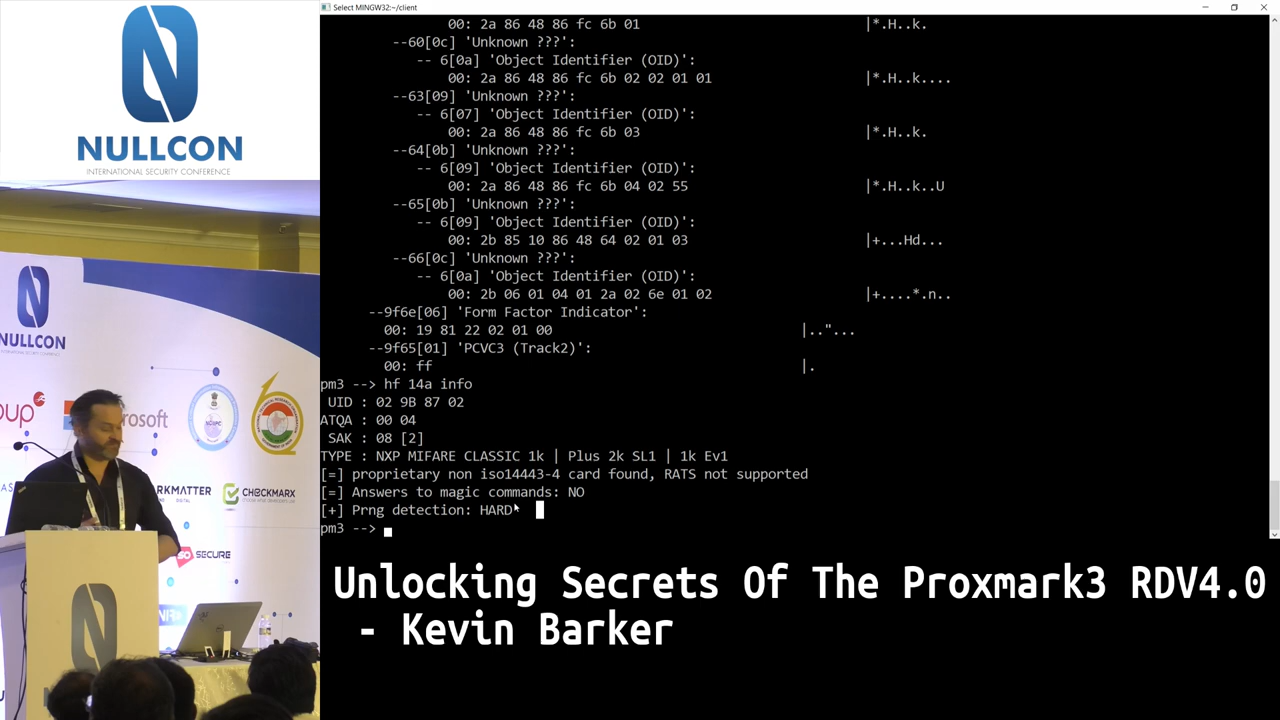 NULLCON
INTERNATIONAL SECURITY CONFERENCE
NULLCON
oup
rosoft
ARKMATTER
CHECKMARX
SECURE
Select MINGW32:~/client
00: 2a 86 48 86 fc 6b 01 |*.H..k.
--60[0c] 'Unknown ???':
-- 6[0a] 'Object Identifier (OID)':
00: 2a 86 48 86 fc 6b 02 02 01 01 |*.H..k....
--63[09] 'Unknown ???':
-- 6[07] 'Object Identifier (OID)':
00: 2a 86 48 86 fc 6b 03 |*.H..k.
--64[0b] 'Unknown ???':
-- 6[09] 'Object Identifier (OID)':
00: 2a 86 48 86 fc 6b 04 02 55 |*.H..k..U
--65[0b] 'Unknown ???':
-- 6[09] 'Object Identifier (OID)':
00: 2b 85 10 86 48 64 02 01 03 |+...Hd...
--66[0c] 'Unknown ???':
-- 6[0a] 'Object Identifier (OID)':
00: 2b 06 01 04 01 2a 02 6e 01 02 |+....*.n..
--9f6e[06] 'Form Factor Indicator':
00: 19 81 22 02 01 00 |.."...
--9f65[01] 'PCVC3 (Track2)':
00: ff |.
pm3 --> hf 14a info
UID : 02 9B 87 02
ATQA : 00 04
SAK : 08 [2]
TYPE : NXP MIFARE CLASSIC 1k | Plus 2k SL1 | 1k Ev1
[=] proprietary non iso14443-4 card found, RATS not supported
[=] Answers to magic commands: NO
[+] Prng detection: HARD
pm3 -->
Unlocking Secrets Of The Proxmark3 RDV4.0
- Kevin Barker